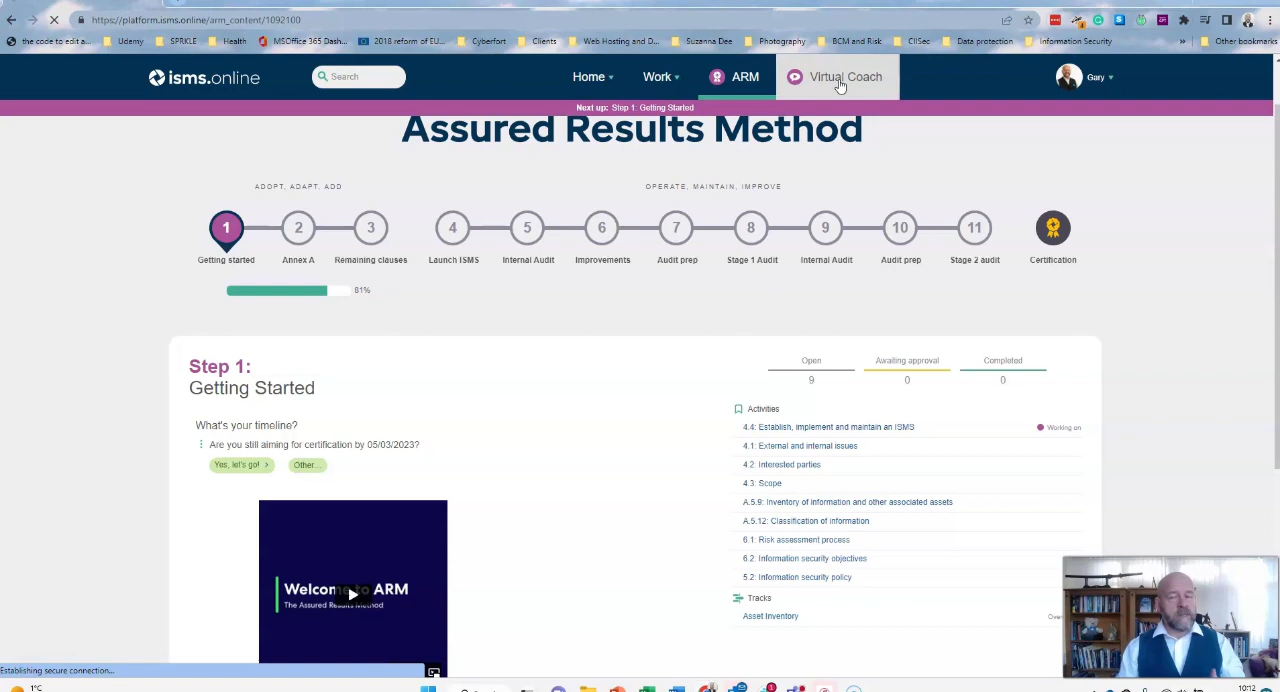 https://platform.isms.online/arm_content/1092100
the code to edit a... Udemy SPRKLE Health MSOffice 365 Dash... 2018 reform of EU... Cyberfort Clients Web Hosting and D... Suzanna Dee Photography BCM and Risk CIISec Data protection Information Security » Other bookmarks
isms.online Search Home Work ARM Virtual Coach Gary
Next up: Step 1: Getting Started
Assured Results Method
ADOPT, ADAPT, ADD OPERATE, MAINTAIN, IMPROVE
1 2 3 4 5 6 7 8 9 10 11
Getting started Annex A Remaining clauses Launch ISMS Internal Audit Improvements Audit prep Stage 1 Audit Internal Audit Audit prep Stage 2 audit Certification
81%
Step 1:
Getting Started
Open Awaiting approval Completed
9 0 0
What's your timeline?
Are you still aiming for certification by 05/03/2023?
Yes, let's go! > Other...
Welcome to ARM
The Assured Results Method
Activities
4.4: Establish, implement and maintain an ISMS Working on
4.1: External and internal issues
4.2: Interested parties
4.3: Scope
A.5.9: Inventory of information and other associated assets
A.5.12: Classification of information
6.1: Risk assessment process
6.2: Information security objectives
5.2: Information security policy
Tracks
Asset Inventory
Establishing secure connection...
1°C
10:12